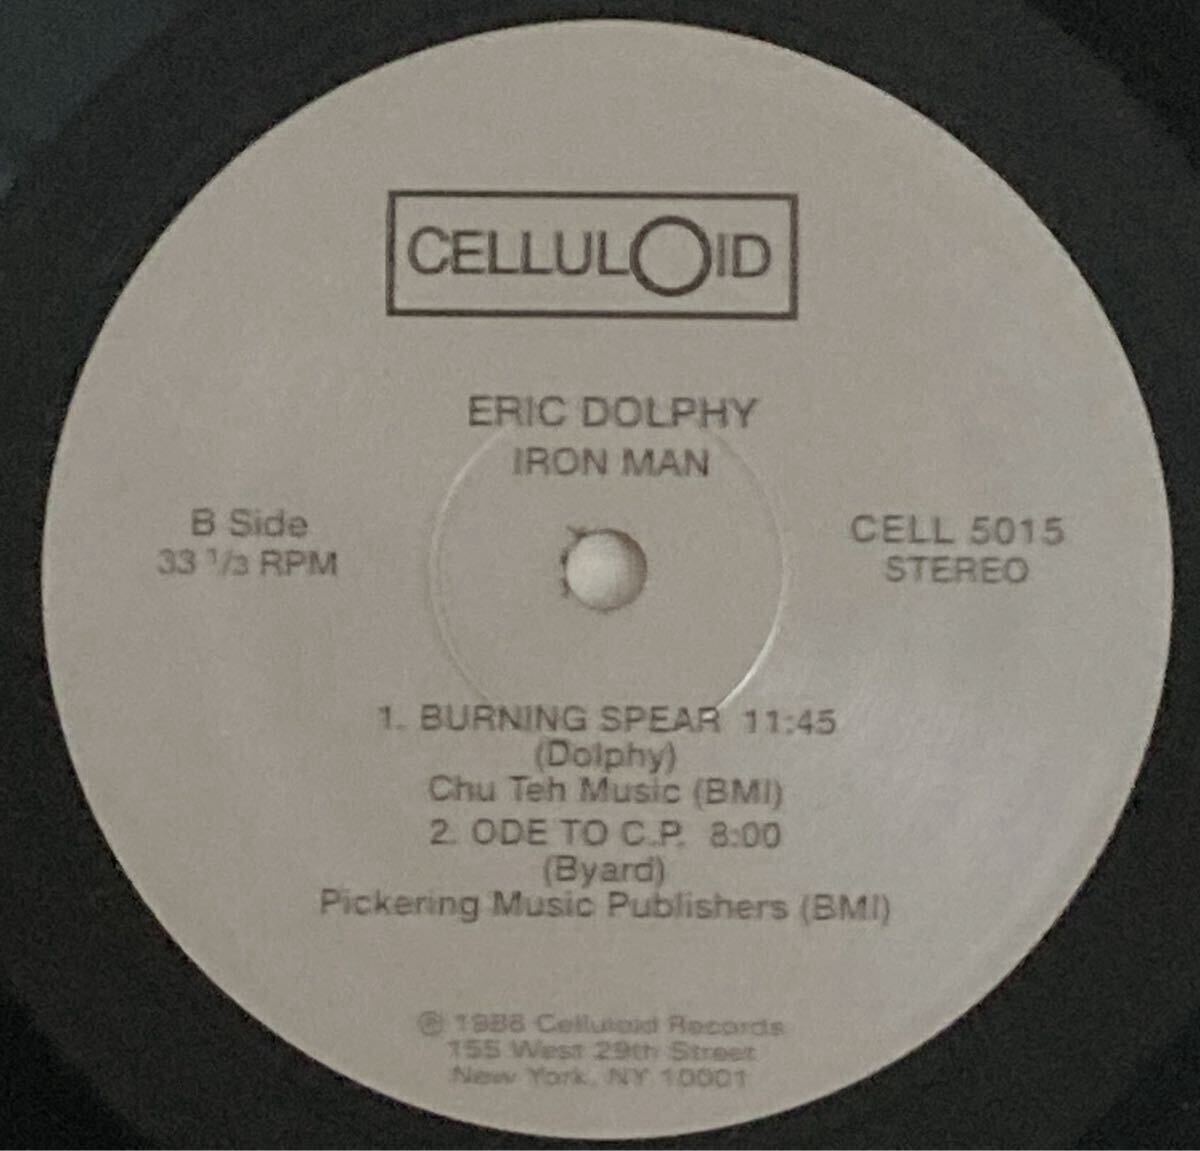 CELLULOID
ERIC DOLPHY
IRON MAN
B Side
33 1/3 RPM
CELL 5015
STEREO
1. BURNING SPEAR 11:45
(Dolphy)
Chu Teh Music (BMI)
2. ODE TO C.P. 8:00
(Byard)
Pickering Music Publishers (BMI)
℗ Celluloid Records
155 West 29th Street
New York, NY 10001